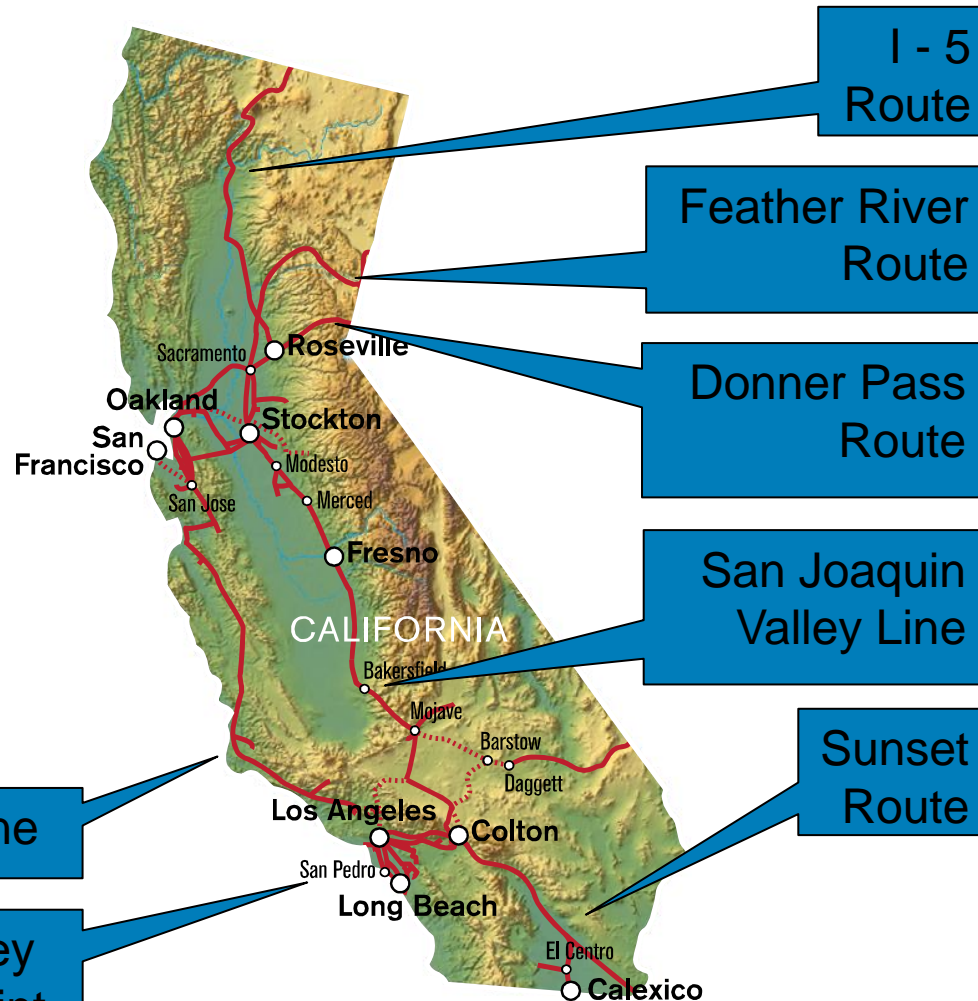 I - 5
Route
Feather River
Route
Donner Pass
Route
Roseville
Sacramento
Oakland
Stockton
San
Francisco
Modesto
San Jose
Merced
Fresno
San Joaquin
Valley Line
CALIFORNIA
Bakersfield
Mojave
Barstow
Daggett
Sunset
Route
ne
Los Angeles
Colton
San Pedro
Long Beach
ey
El Centro
Calexico